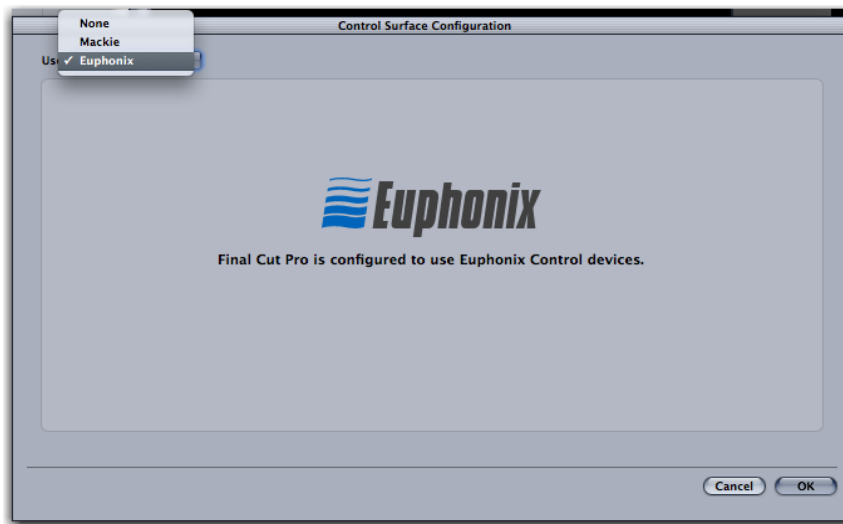 None
Control Surface Configuration
Mackie
✓ Euphonix
Euphonix
Final Cut Pro is configured to use Euphonix Control devices.
Cancel
OK